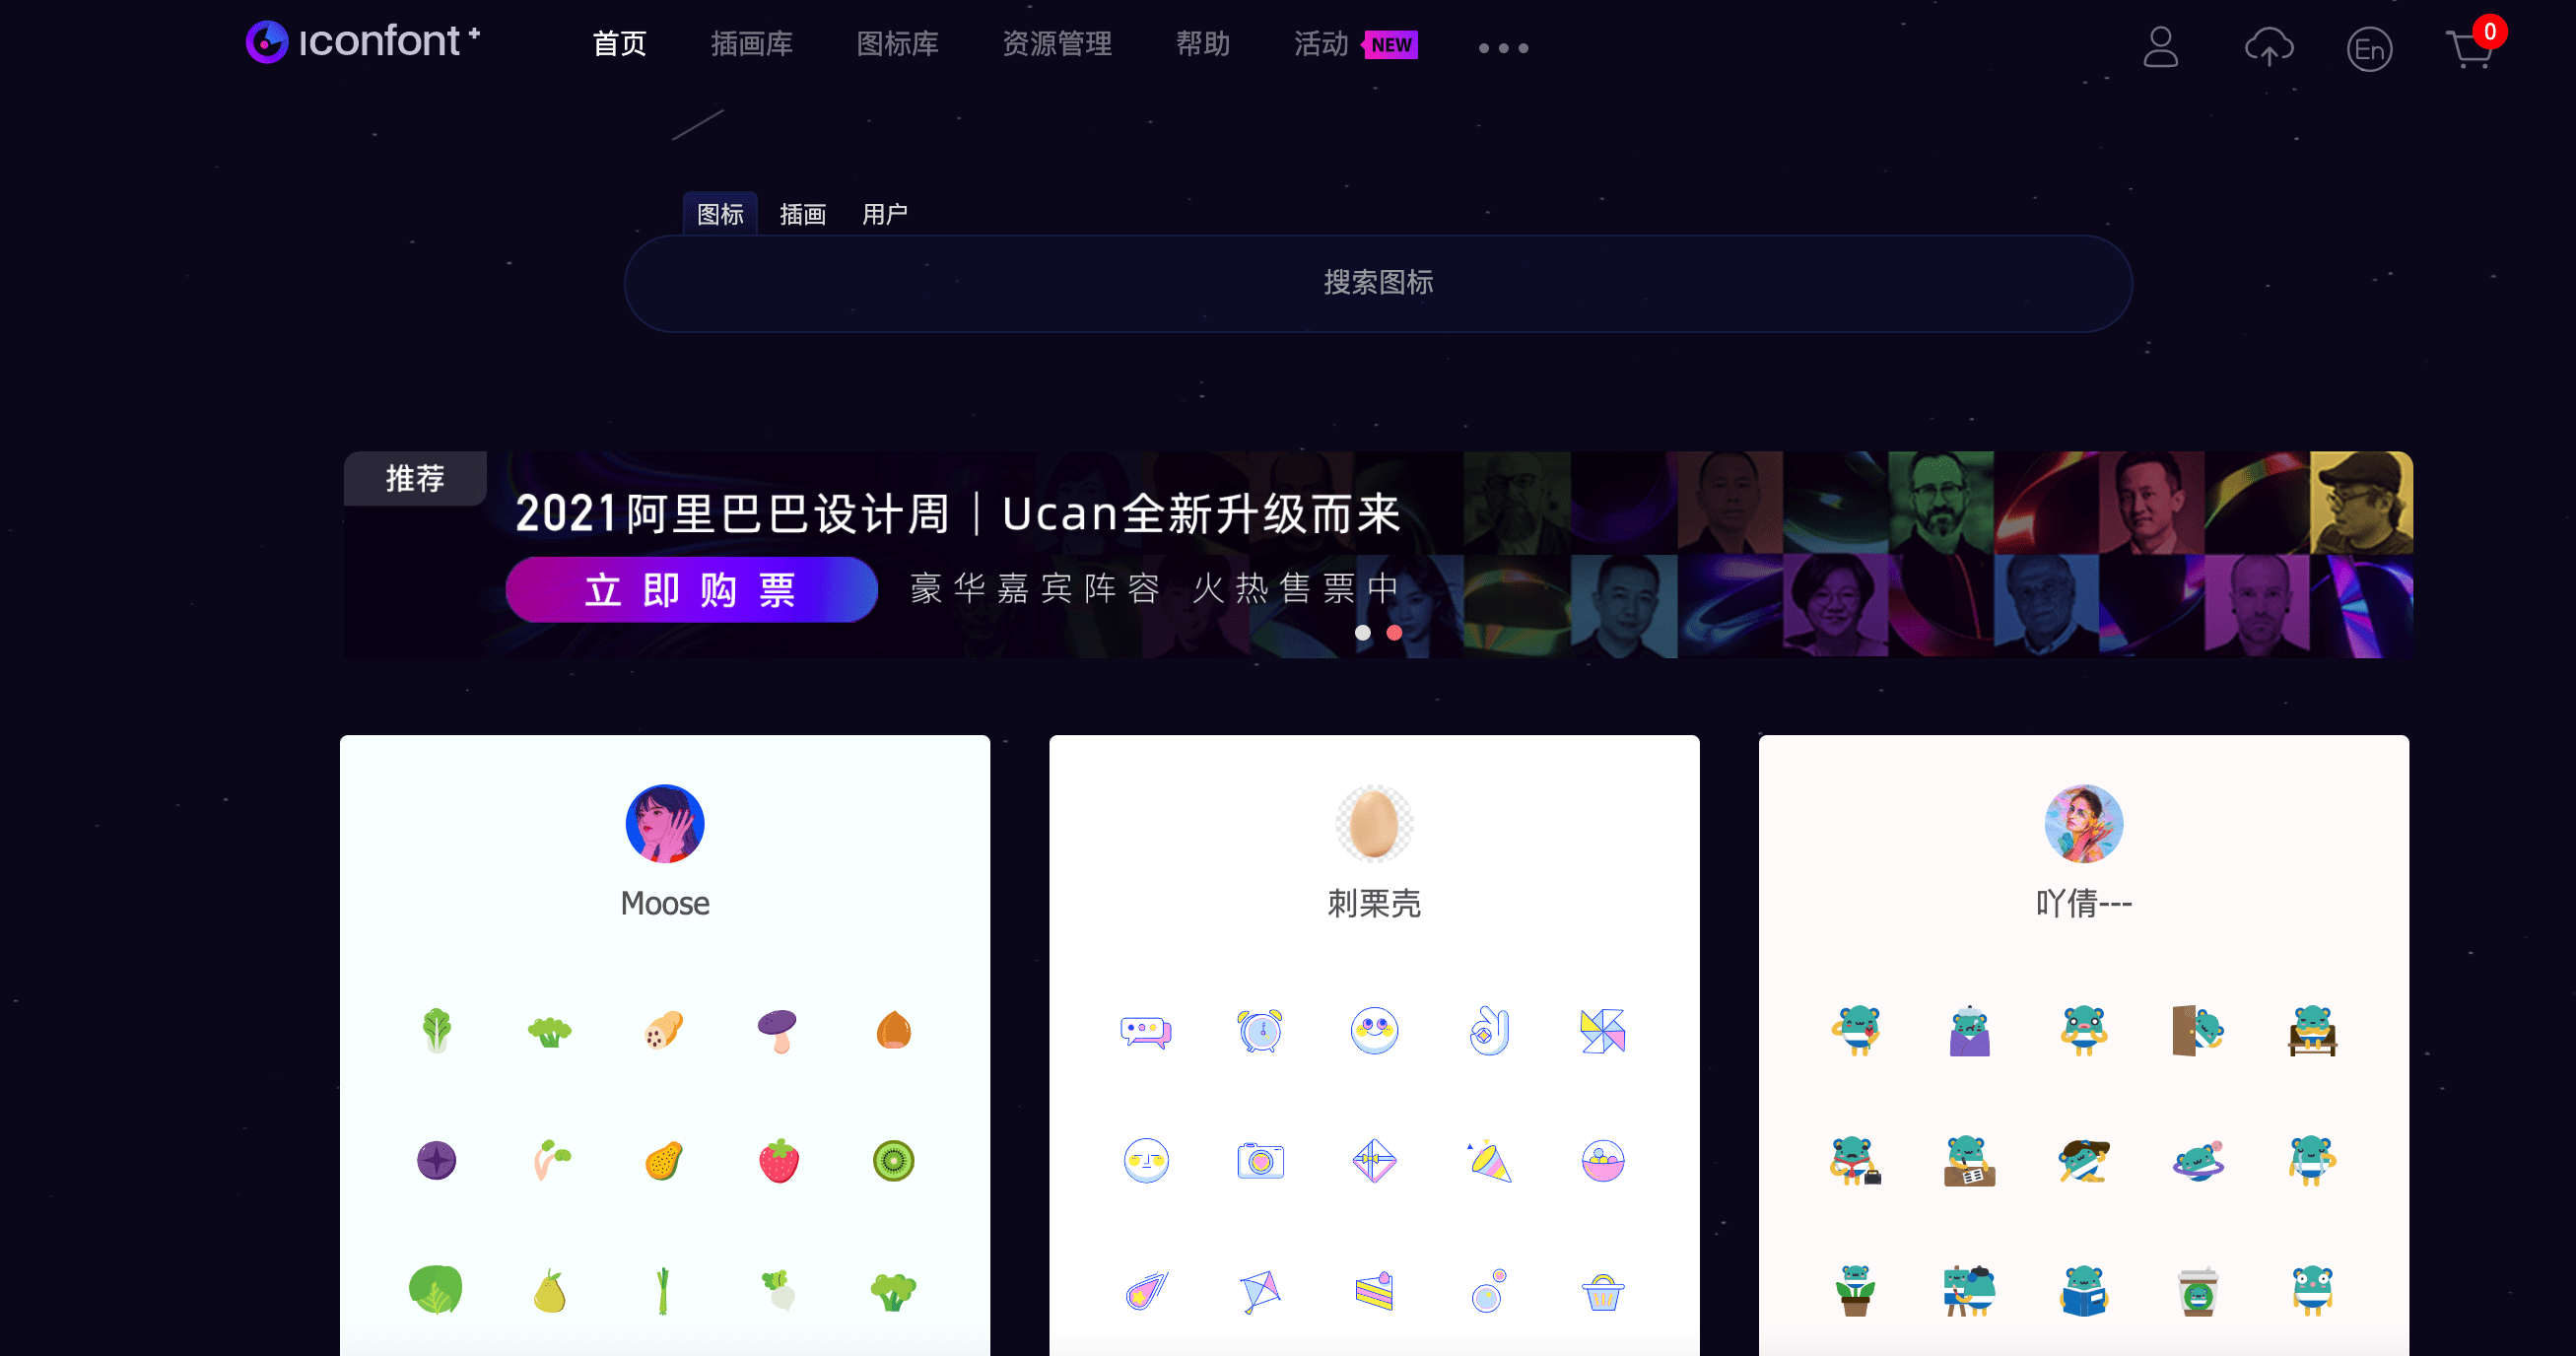 iconfont+
首页 插画库 图标库 资源管理 帮助 活动 NEW
En 0
图标 插画 用户
搜索图标
推荐
2021阿里巴巴设计周｜Ucan全新升级而来
立即购票 豪华嘉宾阵容 火热售票中
Moose
刺栗壳
吖倩---